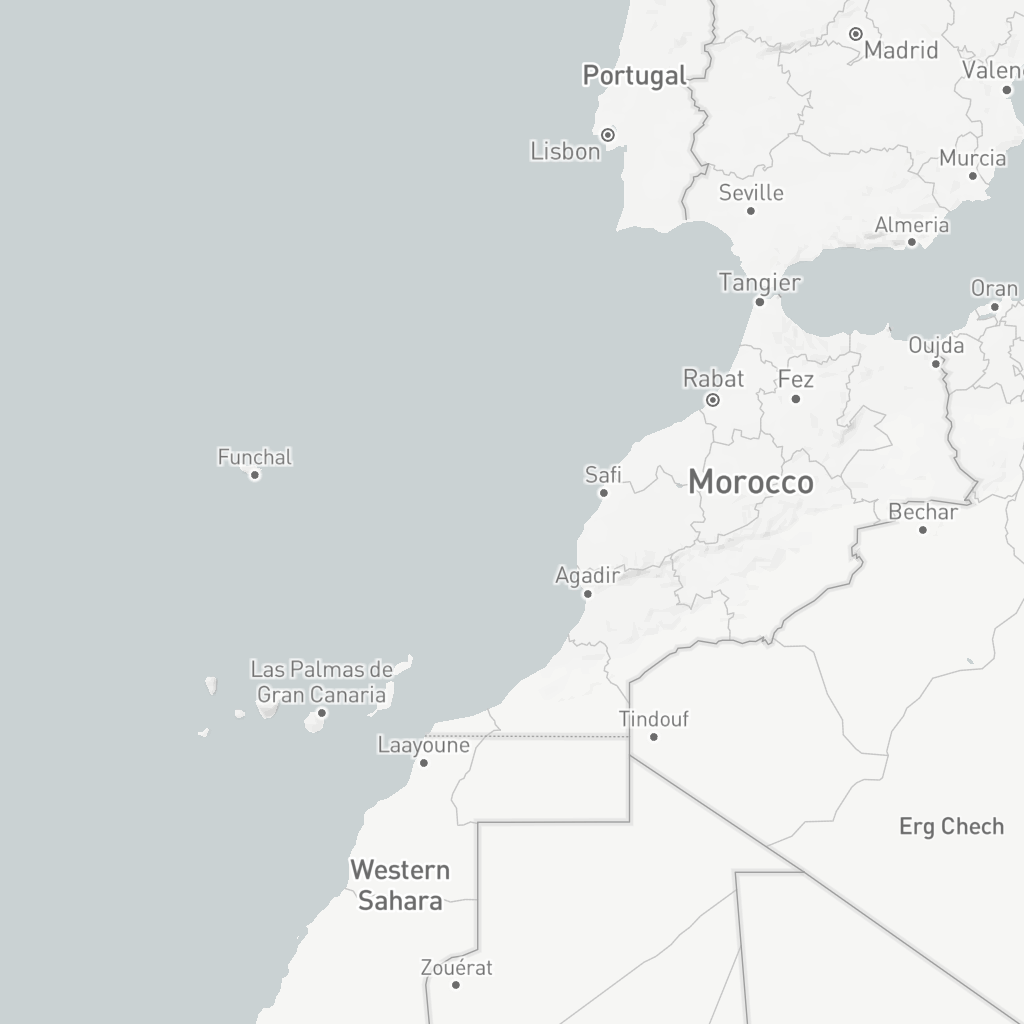 Madrid
Portugal
Valen
Lisbon
Murcia
Seville
Almeria
Tangier
Oran
Oujda
Rabat
Fez
Funchal
Safi
Morocco
Bechar
Agadir
Las Palmas de
Gran Canaria
Tindouf
Laayoune
Erg Chech
Western
Sahara
Zouérat